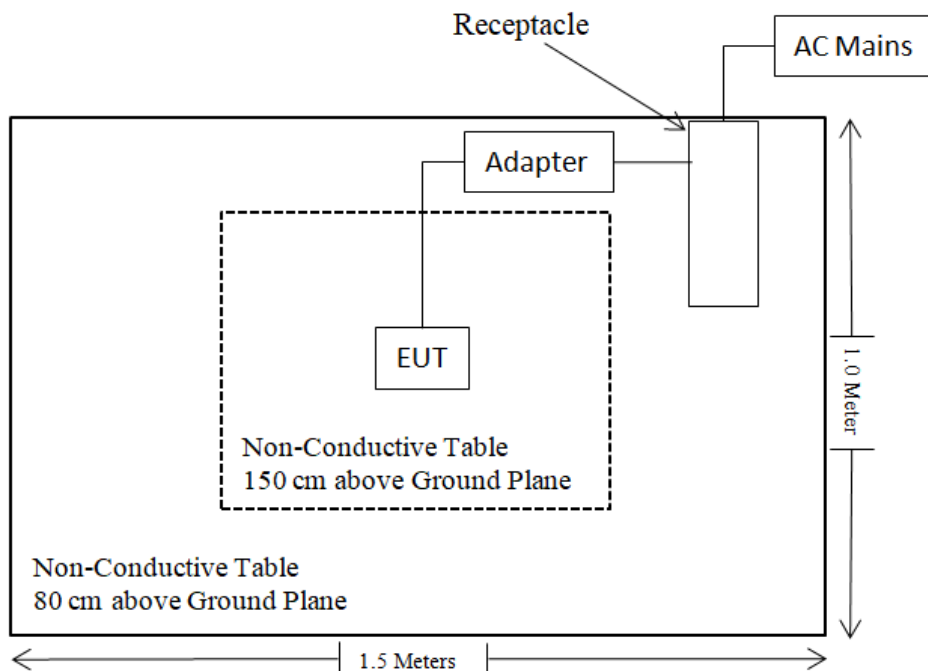 Receptacle
AC Mains
Adapter
EUT
Non-Conductive Table
150 cm above Ground Plane
1.0 Meter
Non-Conductive Table
80 cm above Ground Plane
1.5 Meters